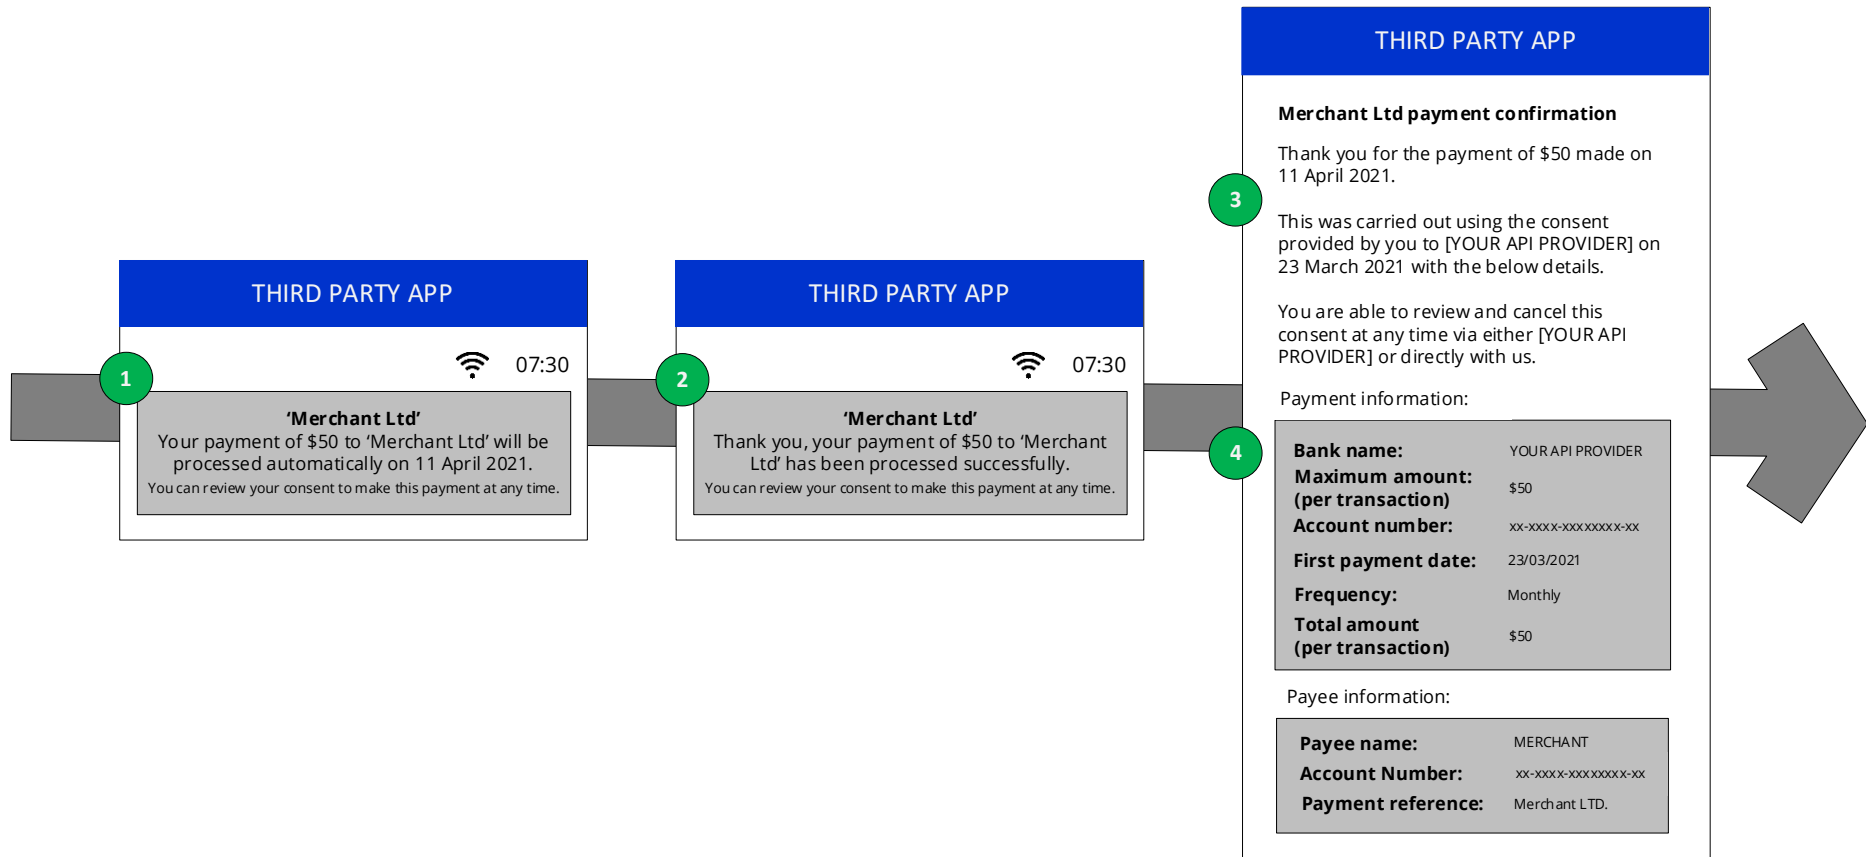 THIRD PARTY APP
1
07:30
‘Merchant Ltd’
Your payment of $50 to ‘Merchant Ltd’ will be
processed automatically on 11 April 2021.
You can review your consent to make this payment at any time.
THIRD PARTY APP
2
07:30
‘Merchant Ltd’
Thank you, your payment of $50 to ‘Merchant
Ltd’ has been processed successfully.
You can review your consent to make this payment at any time.
THIRD PARTY APP
Merchant Ltd payment confirmation
Thank you for the payment of $50 made on
11 April 2021.
3
This was carried out using the consent
provided by you to [YOUR API PROVIDER] on
23 March 2021 with the below details.
You are able to review and cancel this
consent at any time via either [YOUR API
PROVIDER] or directly with us.
Payment information:
4
Bank name: YOUR API PROVIDER
Maximum amount:
(per transaction) $50
Account number: xx-xxxx-xxxxxxxx-xx
First payment date: 23/03/2021
Frequency: Monthly
Total amount
(per transaction) $50
Payee information:
Payee name: MERCHANT
Account Number: xx-xxxx-xxxxxxxx-xx
Payment reference: Merchant LTD.